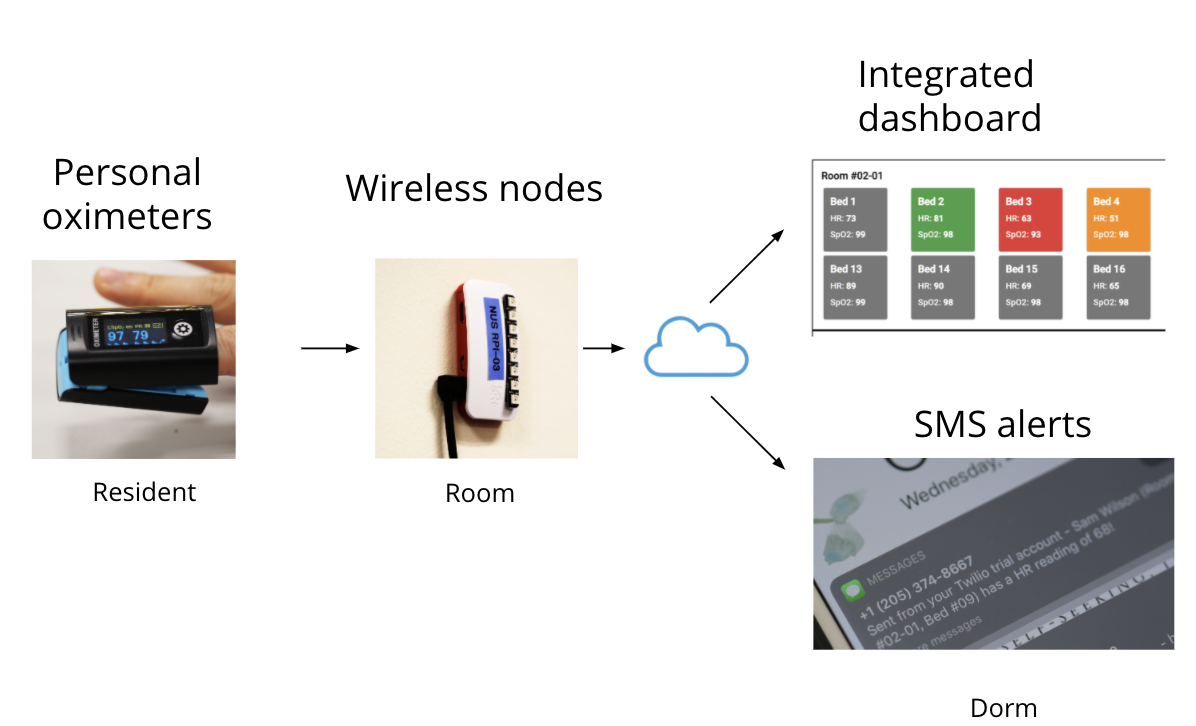 Personal
oximeters
OXIMETER
97 79
Resident
Wireless nodes
NUS RPI-03
Room
Integrated
dashboard
Room #02-01
Bed 1
HR: 73
SpO2: 99
Bed 2
HR: 81
SpO2: 98
Bed 3
HR: 63
SpO2: 93
Bed 4
HR: 51
SpO2: 98
Bed 13
HR: 89
SpO2: 99
Bed 14
HR: 90
SpO2: 98
Bed 15
HR: 69
SpO2: 98
Bed 16
HR: 65
SpO2: 98
SMS alerts
Wednesday,
MESSAGES
+1 (205) 374-8667
Sent from your Twilio trial account - Sam Wilson (Room
#02-01, Bed #09) has a HR reading of 68!
messages
SELF-SEEKING,
Dorm